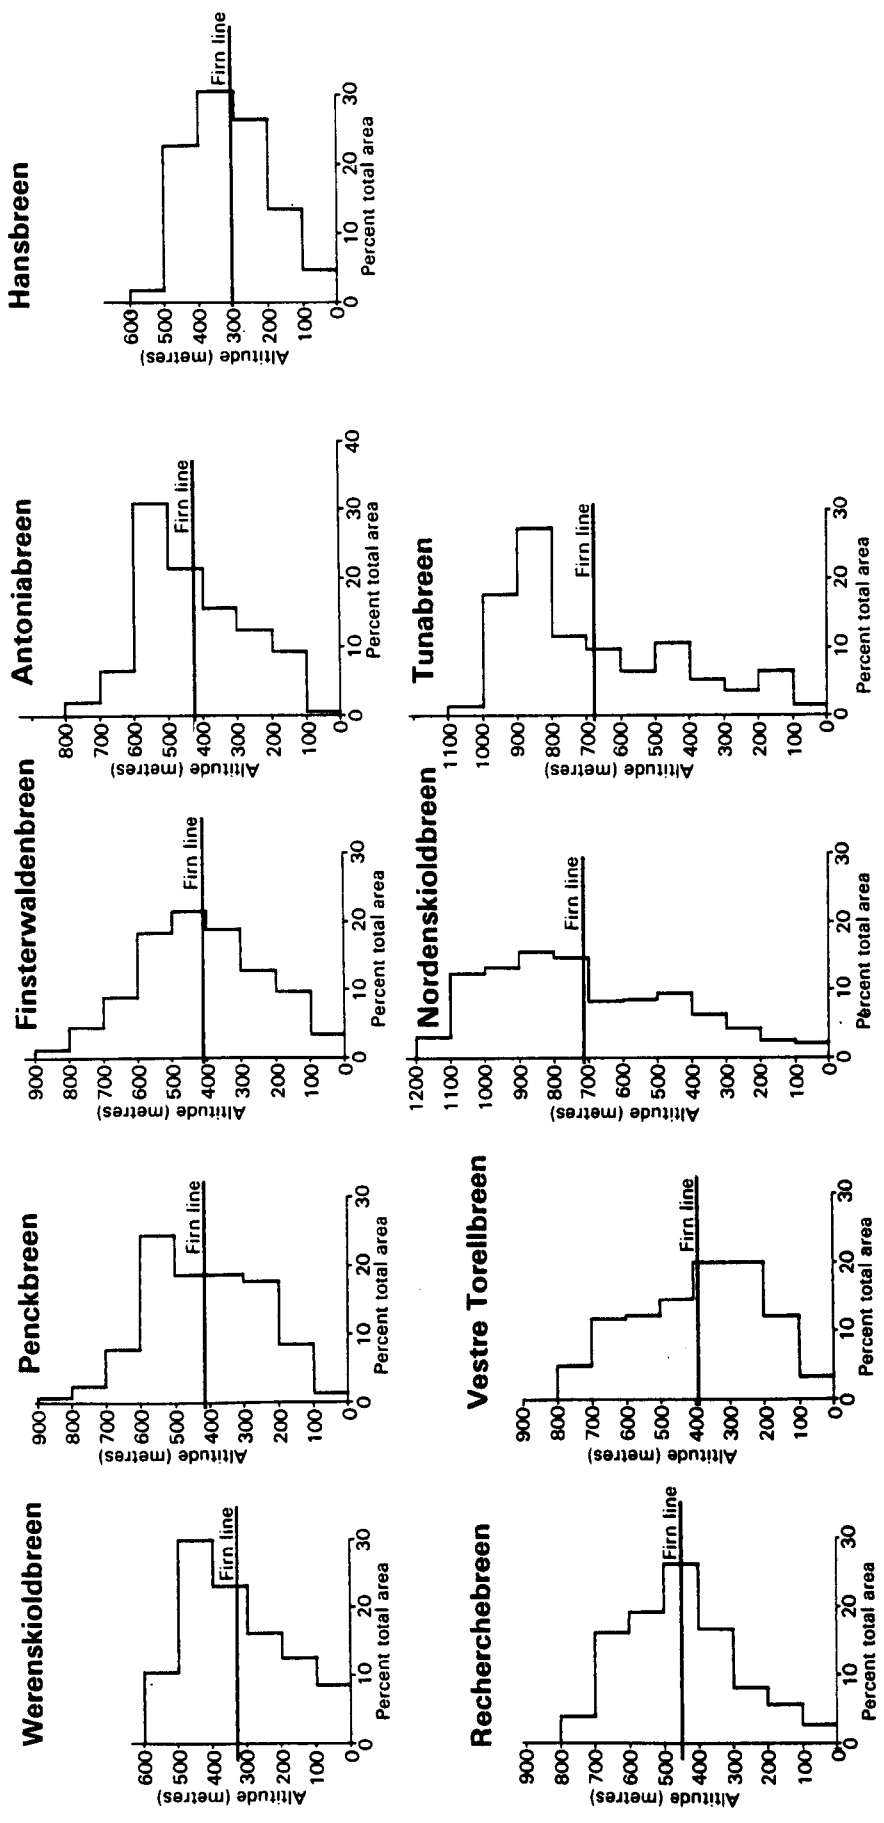 Werenskioldbreen
Altitude (metres)
600
500
400
300
200
100
Firn line
0 10 20 30
Percent total area
Penckbreen
Altitude (metres)
900
800
700
600
500
400
300
200
100
Firn line
0 10 20 30
Percent total area
Finsterwaldenbreen
Altitude (metres)
900
800
700
600
500
400
300
200
100
Firn line
0 10 20 30
Percent total area
Antoniabreen
Altitude (metres)
800
700
600
500
400
300
200
100
Firn line
0 10 20 30 40
Percent total area
Hansbreen
Altitude (metres)
600
500
400
300
200
100
0
Firn line
0 10 20 30
Percent total area
Recherchebreen
Altitude (metres)
900
800
700
600
500
400
300
200
100
Firn line
0 10 20 30
Percent total area
Vestre Torellbreen
Altitude (metres)
900
800
700
600
500
400
300
200
100
Firn line
0 10 20 30
Percent total area
Nordenskioldbreen
Altitude (metres)
1200
1100
1000
900
800
700
600
500
400
300
200
100
Firn line
0 10 20 30
Percent total area
Tunabreen
Altitude (metres)
1100
1000
900
800
700
600
500
400
300
200
100
Firn line
0 10 20 30
Percent total area